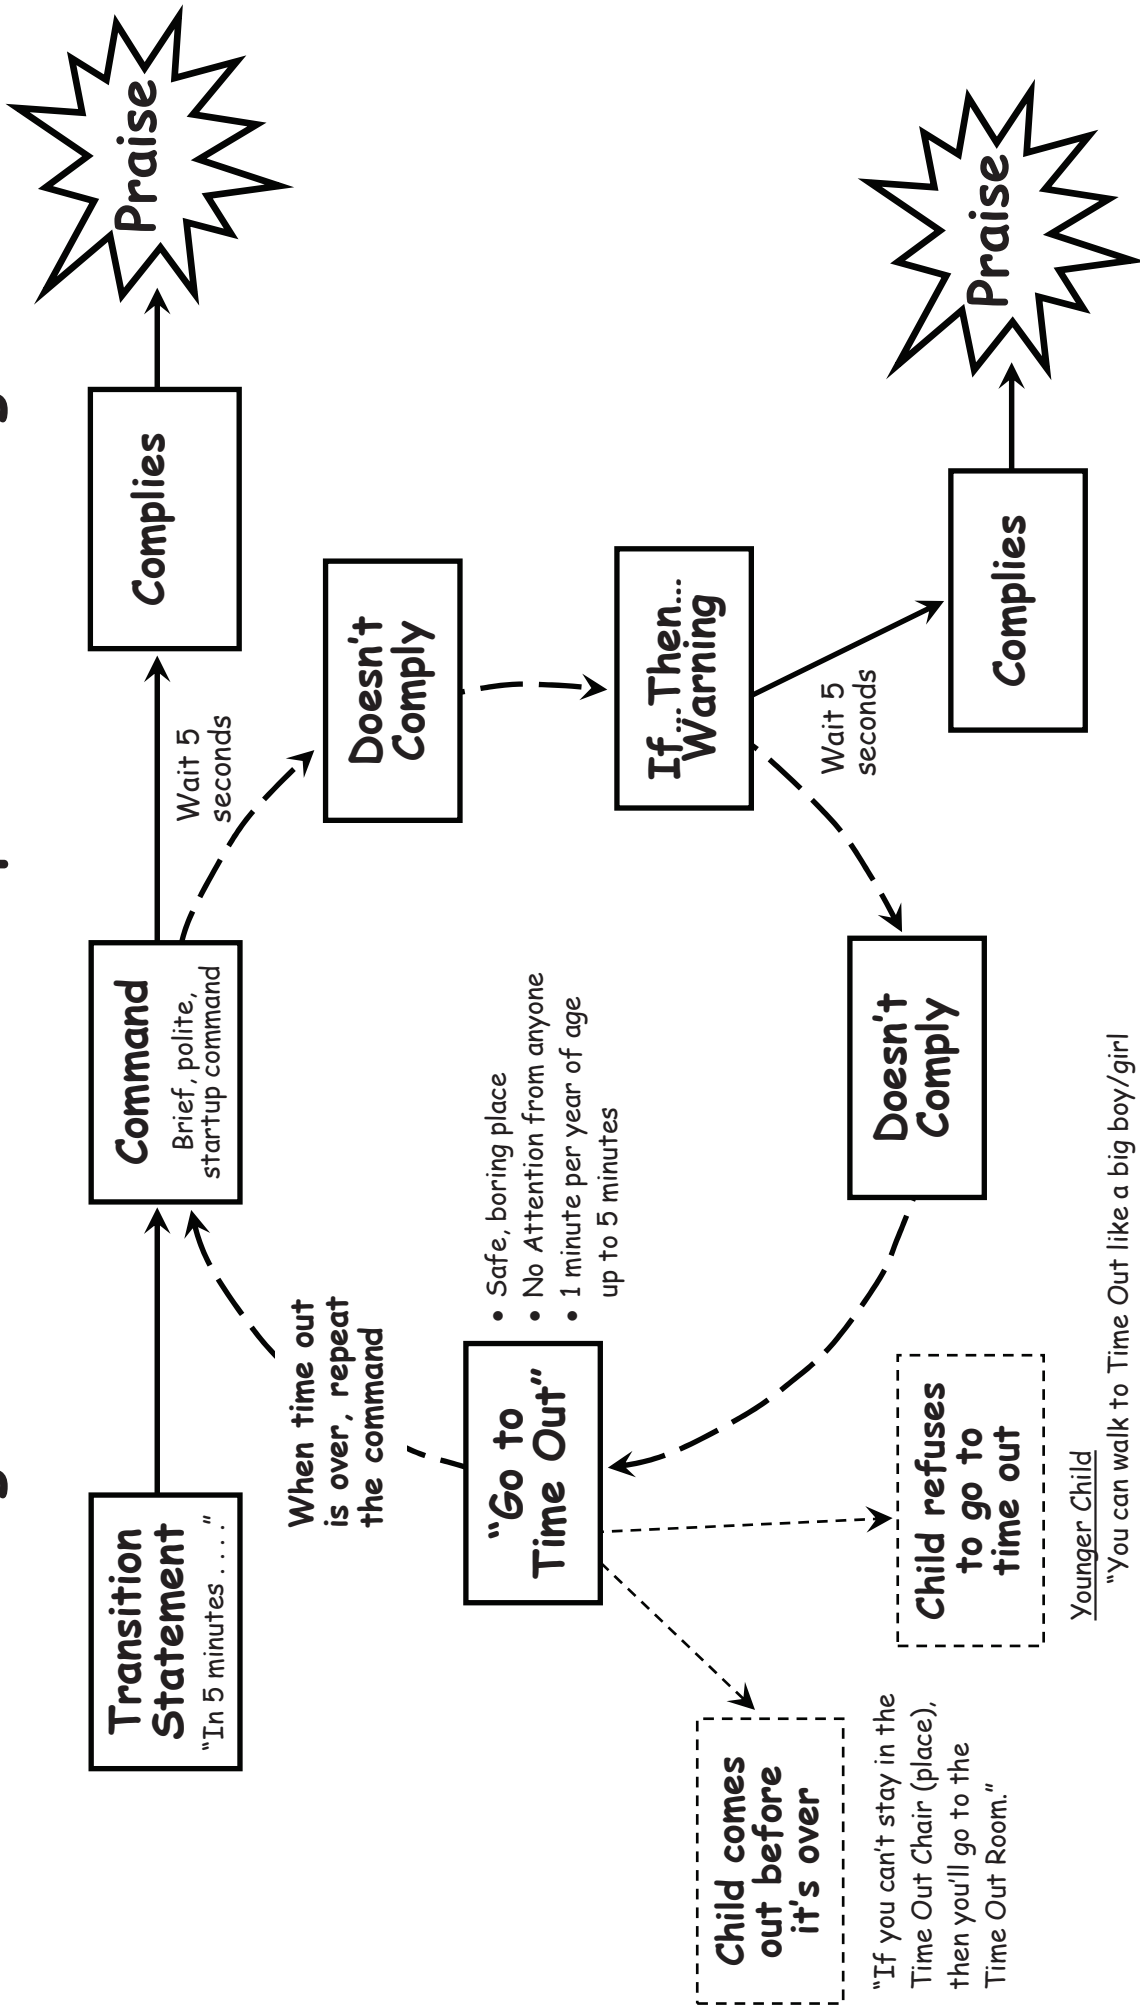 Transition
Statement
“In 5 minutes . . . .”
Command
Brief, polite,
startup command
Wait 5
seconds
Complies
Praise
Doesn't
Comply
If...Then...
Warning
Wait 5
seconds
Complies
Praise
Doesn't
Comply
“Go to
Time Out”
• Safe, boring place
• No Attention from anyone
• 1 minute per year of age
up to 5 minutes
When time out
is over, repeat
the command
Child comes
out before
it's over
“If you can't stay in the
Time Out Chair (place),
then you'll go to the
Time Out Room.”
Child refuses
to go to
time out
Younger Child
“You can walk to Time Out like a big boy/girl